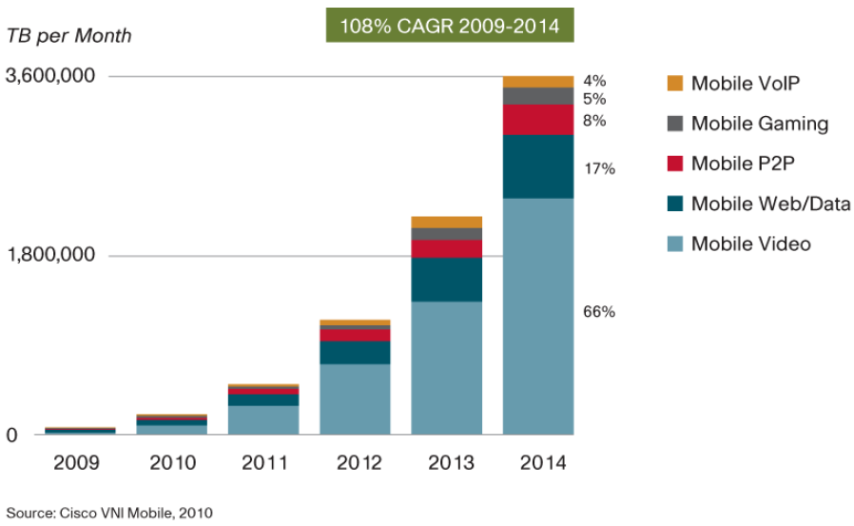 108% CAGR 2009-2014
TB per Month
3,600,000
1,800,000
0
4%
5%
8%
17%
66%
Mobile VoIP
Mobile Gaming
Mobile P2P
Mobile Web/Data
Mobile Video
2009 2010 2011 2012 2013 2014
Source: Cisco VNI Mobile, 2010